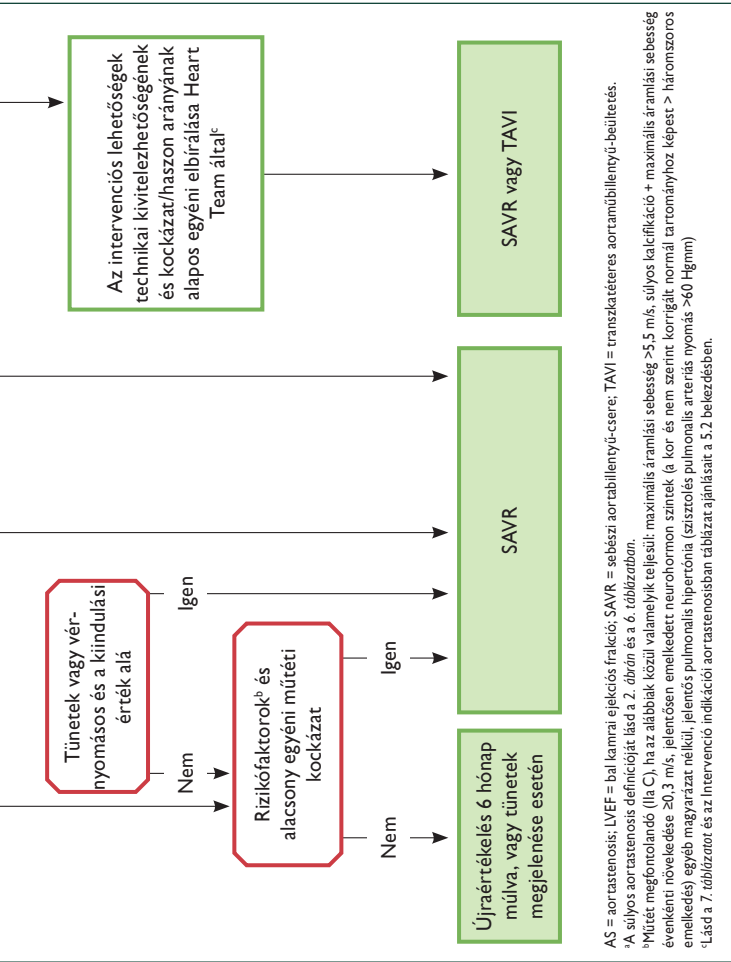 Tünetek vagy vér-
nyomásos és a kiindulási
érték alá
Nem
Igen
Rizikófaktorokᵇ és
alacsony egyéni műtéti
kockázat
Nem
Igen
Az intervenciós lehetőségek
technikai kivitelezhetőségének
és kockázat/haszon arányának
alapos egyéni elbírálása Heart
Team általᶜ
Újraértékelés 6 hónap
múlva, vagy tünetek
megjelenése esetén
SAVR
SAVR vagy TAVI
AS = aortastenosis; LVEF = bal kamrai ejekciós frakció; SAVR = sebészi aortabillentyű-csere; TAVI = transzkatéteres aortaműbillentyű-beültetés.
ᵃA súlyos aortastenosis definícióját lásd a 2. ábrán és a 6. táblázatban.
ᵇMűtét megfontolandó (IIa C), ha az alábbiak közül valamelyik teljesül: maximális áramlási sebesség >5,5 m/s, súlyos kalcifikáció + maximális áramlási sebesség
évenkénti növekedése ≥0,3 m/s, jelentősen emelkedett neurohormon szintek (a kor és nem szerint korrigált normál tartományhoz képest > háromszoros
emelkedés) egyéb magyarázat nélkül, jelentős pulmonalis hipertónia (szisztolés pulmonalis arteriás nyomás >60 Hgmm)
ᶜLásd a 7. táblázatot és az Intervenció indikációi aortastenosisban táblázat ajánlásait a 5.2 bekezdésben.